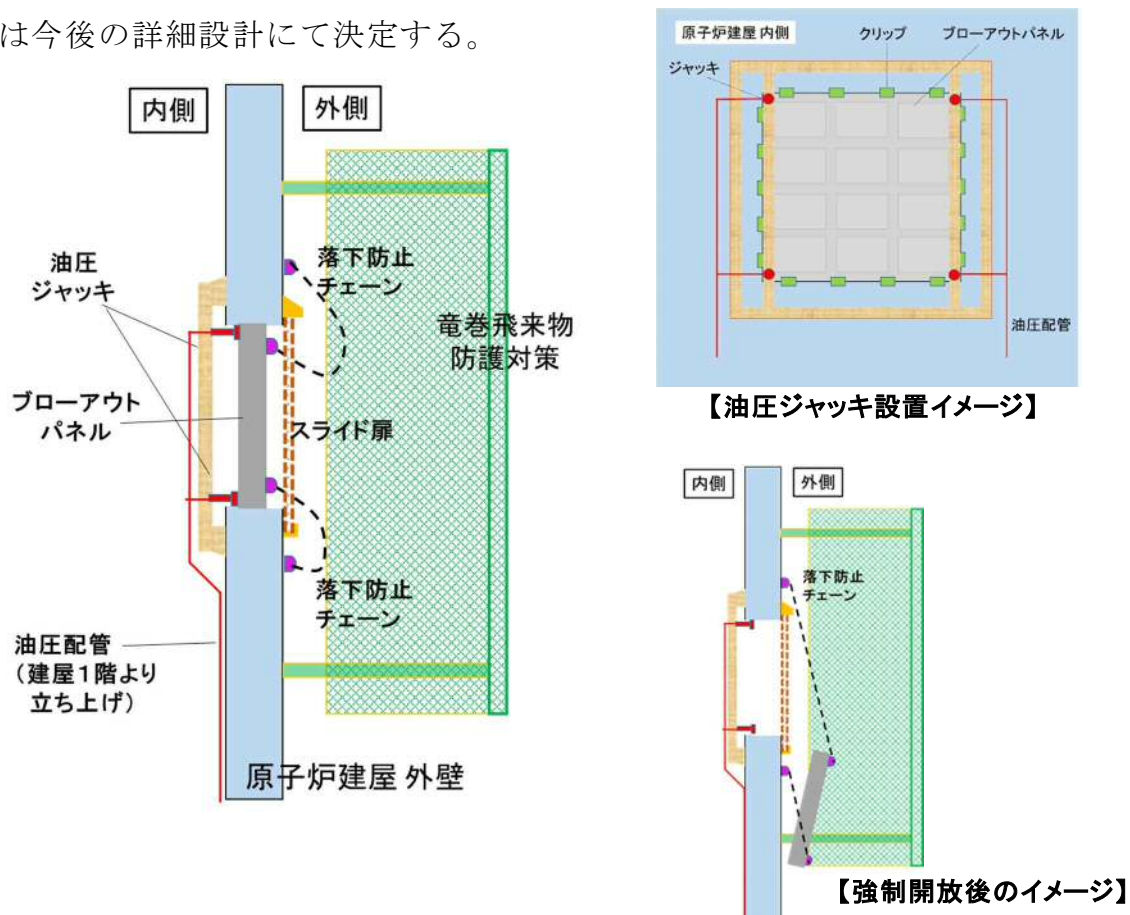 は今後の詳細設計にて決定する。
内側
外側
油圧
ジャッキ
落下防止
チェーン
竜巻飛来物
防護対策
ブローアウト
パネル
スライド扉
落下防止
チェーン
油圧配管
（建屋１階より
立ち上げ）
原子炉建屋 外壁
原子炉建屋 内側
クリップ
ブローアウトパネル
ジャッキ
油圧配管
【油圧ジャッキ設置イメージ】
内側
外側
落下防止
チェーン
【強制開放後のイメージ】